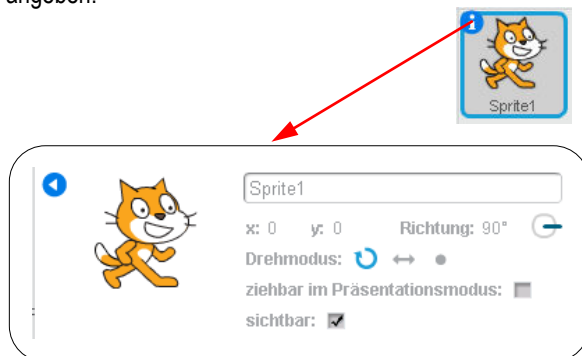 angeben.
i
Sprite1
Sprite1
x: 0 y: 0 Richtung: 90°
Drehmodus:
ziehbar im Präsentationsmodus:
sichtbar: